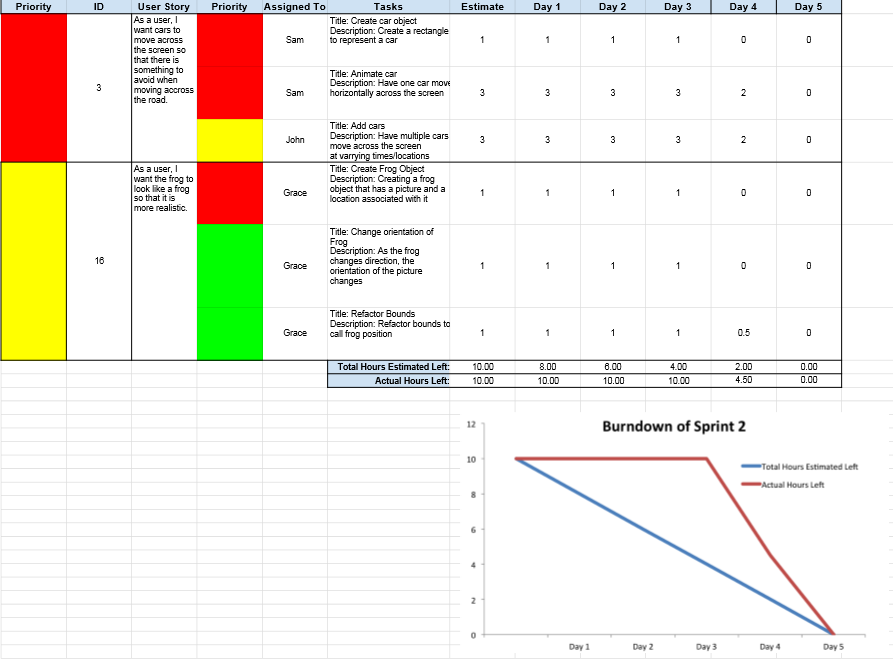 Priority ID User Story Priority Assigned To Tasks Estimate Day 1 Day 2 Day 3 Day 4 Day 5
3
As a user, I
want cars to
move across
the screen so
that there is
something to
avoid when
moving accross
the road.
Sam
Title: Create car object
Description: Create a rectangle
to represent a car
1 1 1 1 0 0
Sam
Title: Animate car
Description: Have one car move
horizontally across the screen
3 3 3 3 2 0
John
Title: Add cars
Description: Have multiple cars
move across the screen
at varrying times/locations
3 3 3 3 2 0
16
As a user, I
want the frog to
look like a frog
so that it is
more realistic.
Grace
Title: Create Frog Object
Description: Creating a frog
object that has a picture and a
location associated with it
1 1 1 1 0 0
Grace
Title: Change orientation of
Frog
Description: As the frog
changes direction, the
orientation of the picture
changes
1 1 1 1 0 0
Grace
Title: Refactor Bounds
Description: Refactor bounds to
call frog position
1 1 1 1 0.5 0
Total Hours Estimated Left: 10.00 8.00 6.00 4.00 2.00 0.00
Actual Hours Left: 10.00 10.00 10.00 10.00 4.50 0.00
Burndown of Sprint 2
12
10
8
6
4
2
0
Total Hours Estimated Left
Actual Hours Left
Day 1 Day 2 Day 3 Day 4 Day 5